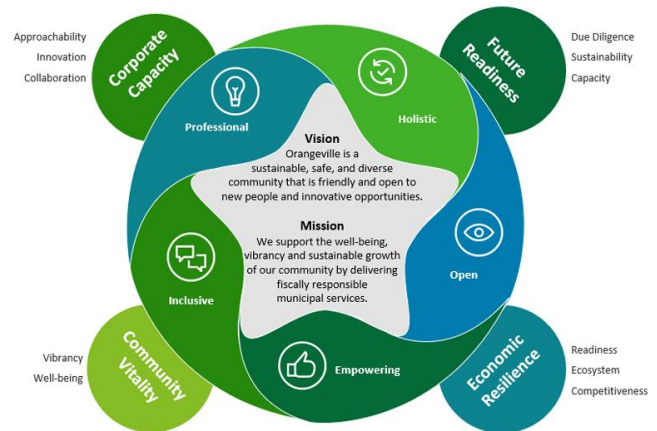 Approachability
Innovation
Collaboration
Corporate
Capacity
Future
Readiness
Due Diligence
Sustainability
Capacity
Professional
Holistic
Vision
Orangeville is a
sustainable, safe, and diverse
community that is friendly and open to
new people and innovative opportunities.
Mission
We support the well-being,
vibrancy and sustainable growth
of our community by delivering
fiscally responsible
municipal services.
Inclusive
Open
Empowering
Vibrancy
Well-being
Community
Vitality
Economic
Resilience
Readiness
Ecosystem
Competitiveness